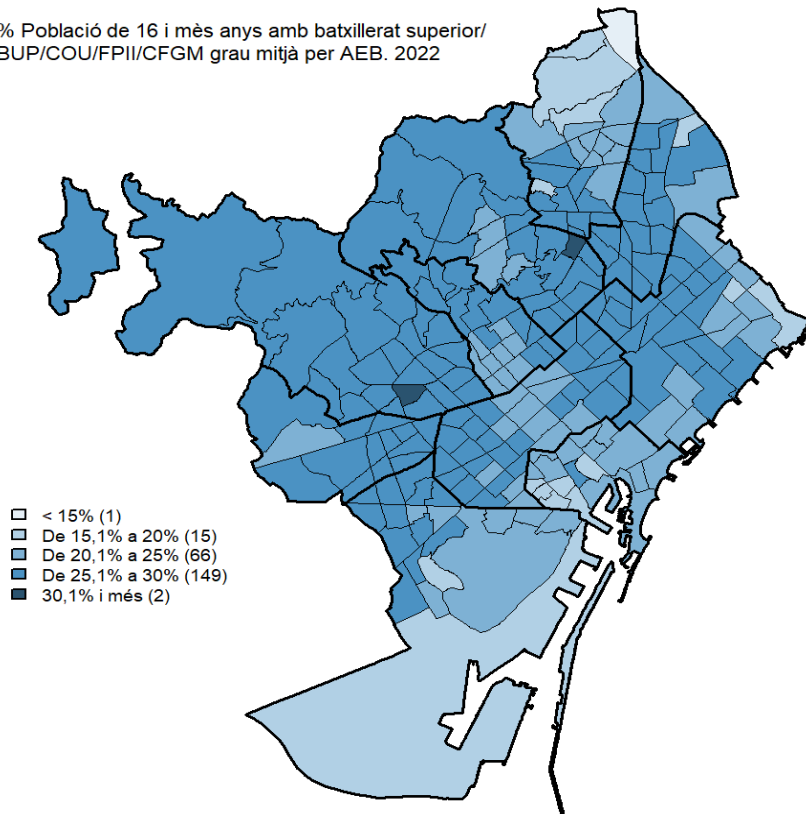 % Població de 16 i mès anys amb batxillerat superior/
BUP/COU/FPII/CFGM grau mitjà per AEB. 2022
< 15% (1)
De 15,1% a 20% (15)
De 20,1% a 25% (66)
De 25,1% a 30% (149)
30,1% i més (2)